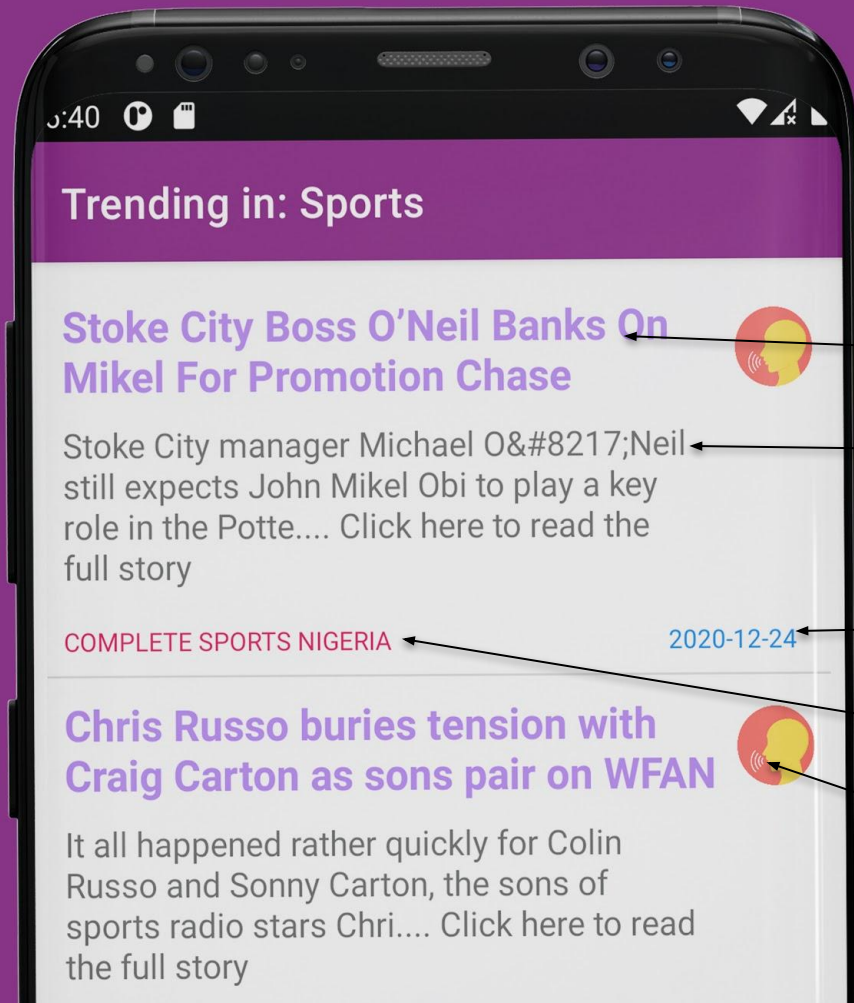 :40
Trending in: Sports
Stoke City Boss O’Neil Banks On
Mikel For Promotion Chase
Stoke City manager Michael O&#8217;Neil
still expects John Mikel Obi to play a key
role in the Potte.... Click here to read the
full story
COMPLETE SPORTS NIGERIA
2020-12-24
Chris Russo buries tension with
Craig Carton as sons pair on WFAN
It all happened rather quickly for Colin
Russo and Sonny Carton, the sons of
sports radio stars Chri.... Click here to read
the full story